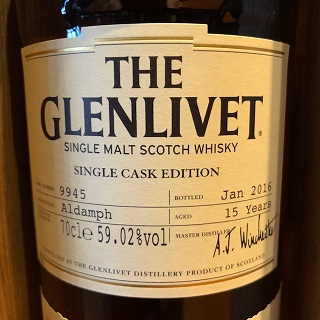 THE
GLENLIVET®
SINGLE MALT SCOTCH WHISKY
SINGLE CASK EDITION
9945 BOTTLED Jan 2016
Aldamph AGED 15 Years
70cl e 59,02%vol MASTER DISTILLER A.J. Winchester
DISTILLED AT THE GLENLIVET DISTILLERY PRODUCT OF SCOTLAND